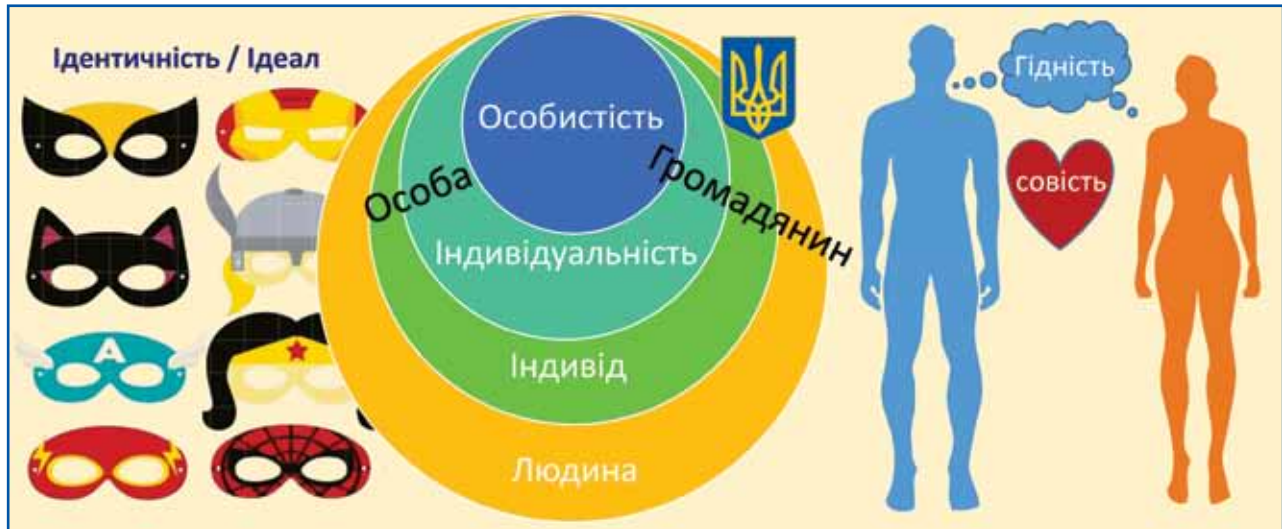 Ідентичність / Ідеал
Особистість
Особа
Громадянин
Індивідуальність
Індивід
Людина
Гідність
совість
A